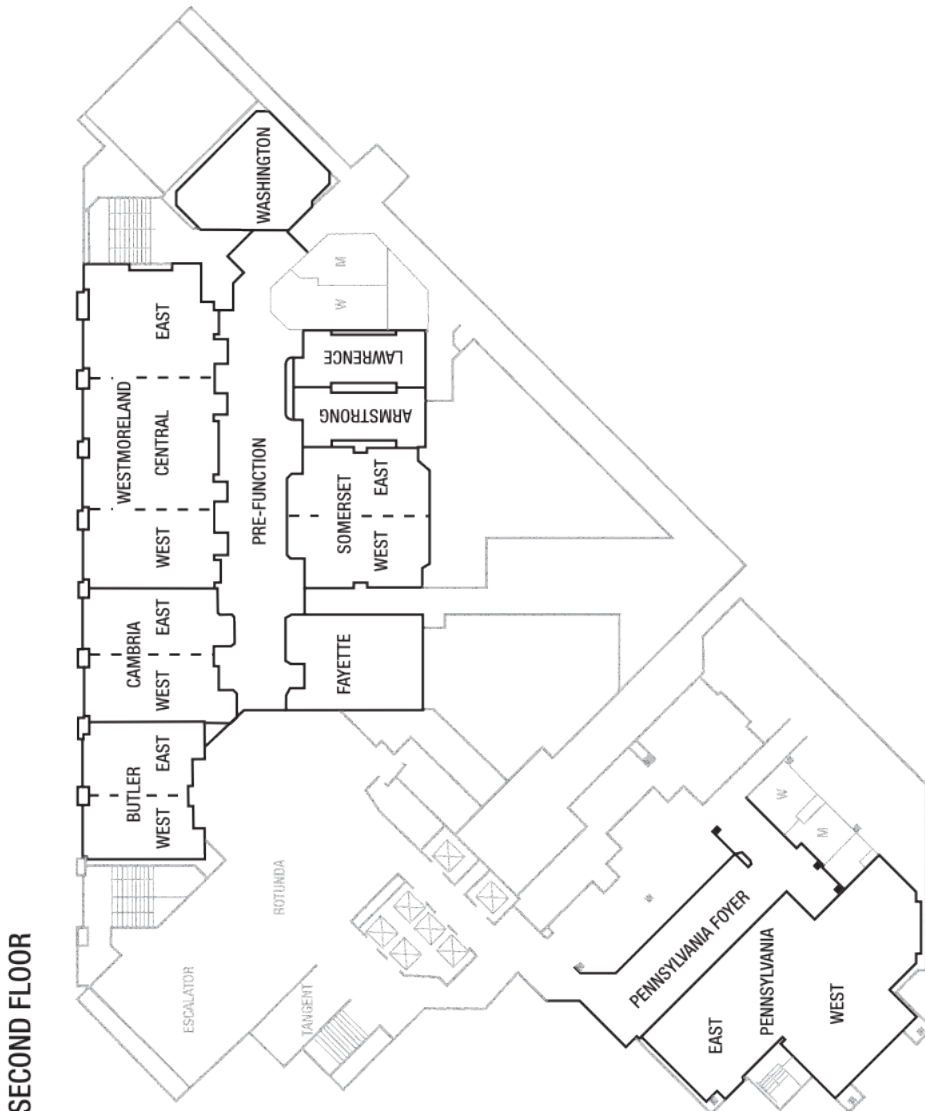 SECOND FLOOR
WASHINGTON
M
W
WESTMORELAND
EAST
CENTRAL
WEST
LAWRENCE
ARMSTRONG
PRE-FUNCTION
SOMERSET
EAST
WEST
CAMBRIA
EAST
WEST
FAYETTE
BUTLER
EAST
WEST
ROTUNDA
ESCALATOR
TANGENT
W
M
PENNSYLVANIA FOYER
PENNSYLVANIA
EAST
WEST